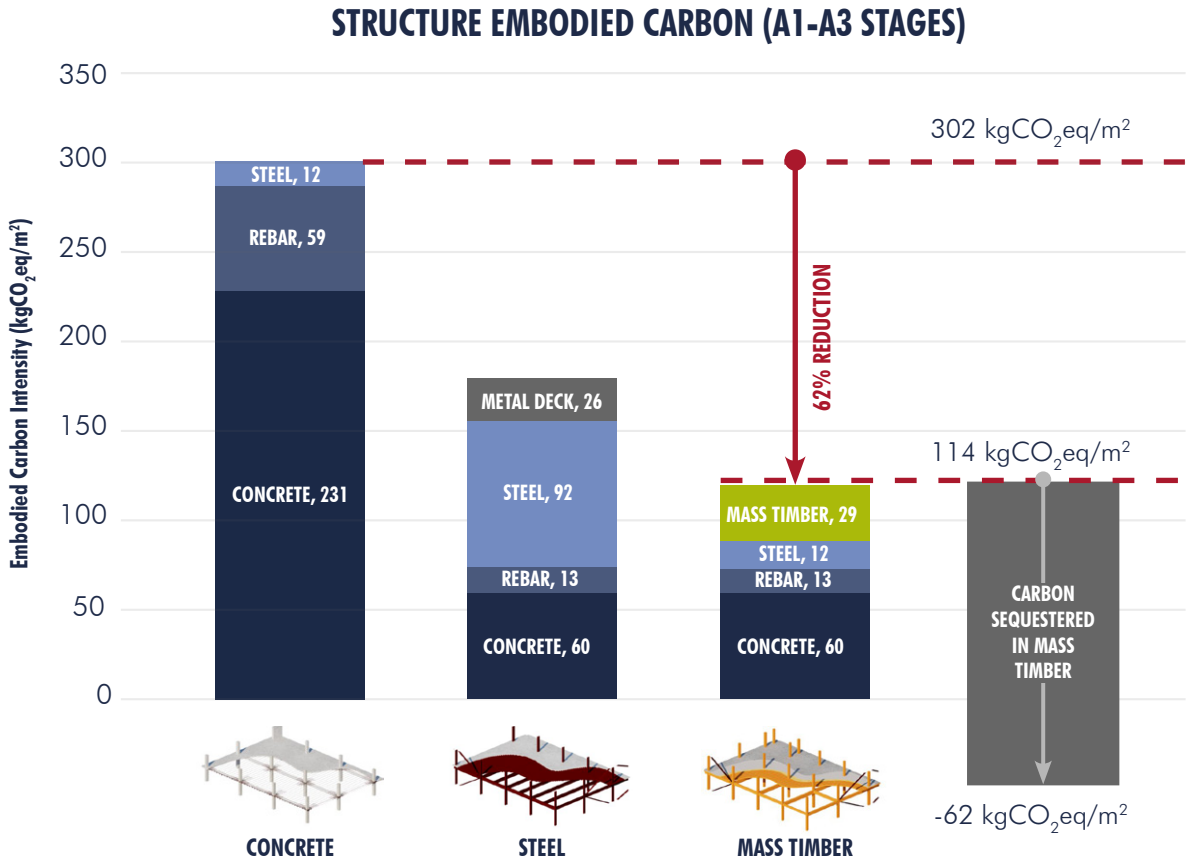 STRUCTURE EMBODIED CARBON (A1-A3 STAGES)
Embodied Carbon Intensity (kgCO₂eq/m²)
350
300
250
200
150
100
50
0
STEEL, 12
REBAR, 59
CONCRETE, 231
METAL DECK, 26
STEEL, 92
REBAR, 13
CONCRETE, 60
MASS TIMBER, 29
STEEL, 12
REBAR, 13
CONCRETE, 60
302 kgCO₂eq/m²
62% REDUCTION
114 kgCO₂eq/m²
CARBON
SEQUESTERED
IN MASS
TIMBER
-62 kgCO₂eq/m²
CONCRETE
STEEL
MASS TIMBER